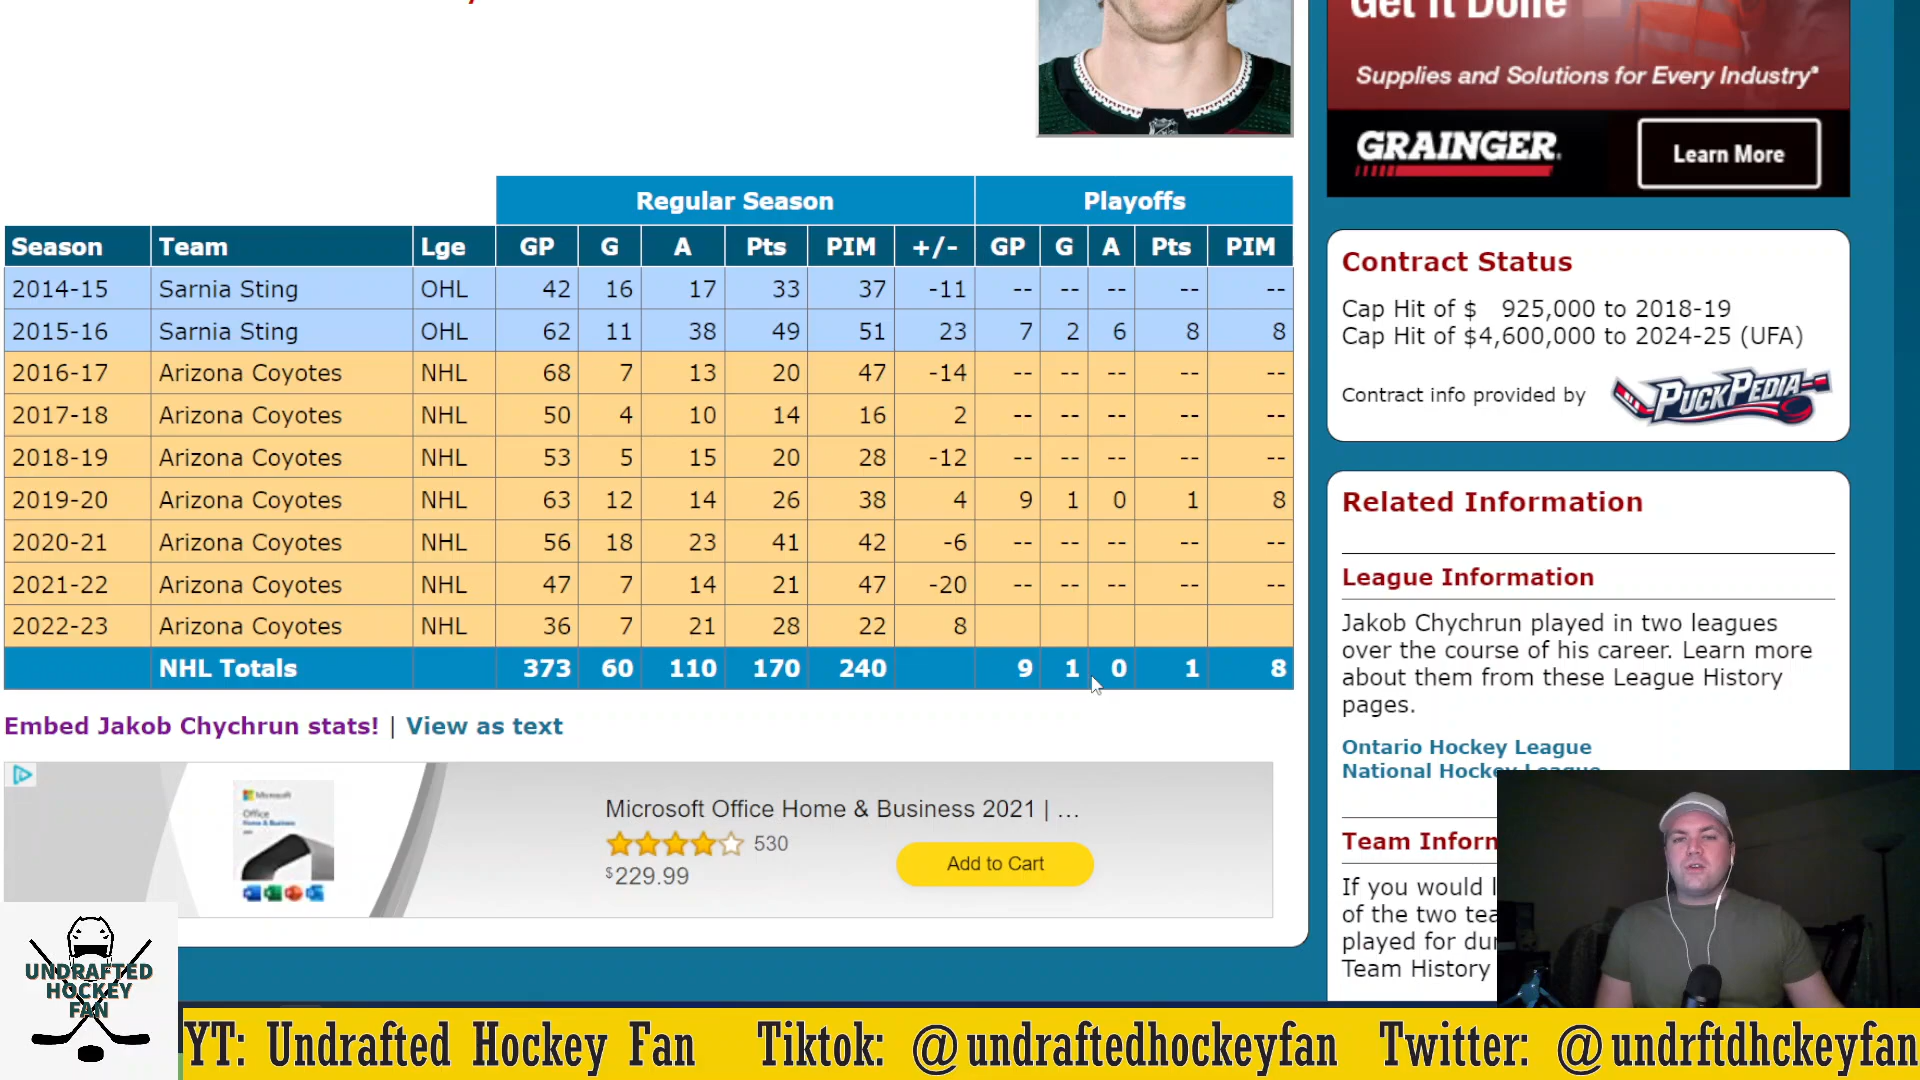 Get It Done
Supplies and Solutions for Every Industry®
GRAINGER.
Learn More
Regular Season Playoffs
Season Team Lge GP G A Pts PIM +/- GP G A Pts PIM
2014-15 Sarnia Sting OHL 42 16 17 33 37 -11 -- -- -- -- --
2015-16 Sarnia Sting OHL 62 11 38 49 51 23 7 2 6 8 8
2016-17 Arizona Coyotes NHL 68 7 13 20 47 -14 -- -- -- -- --
2017-18 Arizona Coyotes NHL 50 4 10 14 16 2 -- -- -- -- --
2018-19 Arizona Coyotes NHL 53 5 15 20 28 -12 -- -- -- -- --
2019-20 Arizona Coyotes NHL 63 12 14 26 38 4 9 1 0 1 8
2020-21 Arizona Coyotes NHL 56 18 23 41 42 -6 -- -- -- -- --
2021-22 Arizona Coyotes NHL 47 7 14 21 47 -20 -- -- -- -- --
2022-23 Arizona Coyotes NHL 36 7 21 28 22 8
NHL Totals 373 60 110 170 240 9 1 0 1 8
Embed Jakob Chychrun stats! | View as text
Microsoft
Office
Home & Business
Microsoft Office Home & Business 2021 | ...
530
$229.99
Add to Cart
Contract Status
Cap Hit of $ 925,000 to 2018-19
Cap Hit of $4,600,000 to 2024-25 (UFA)
Contract info provided by PUCKPEDIA
Related Information
League Information
Jakob Chychrun played in two leagues
over the course of his career. Learn more
about them from these League History
pages.
Ontario Hockey League
National Hockey League
Team Inform
If you would l
of the two tea
played for dur
Team History
UNDRAFTED
HOCKEY
FAN
YT: Undrafted Hockey Fan Tiktok: @undraftedhockeyfan Twitter: @undrftdhckeyfan